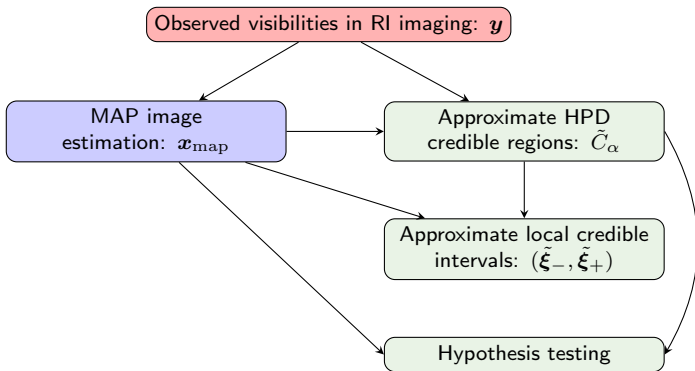 Observed visibilities in RI imaging: y
MAP image
estimation: x_map
Approximate HPD
credible regions: C̃_α
Approximate local credible
intervals: (ξ̃_−, ξ̃_+)
Hypothesis testing